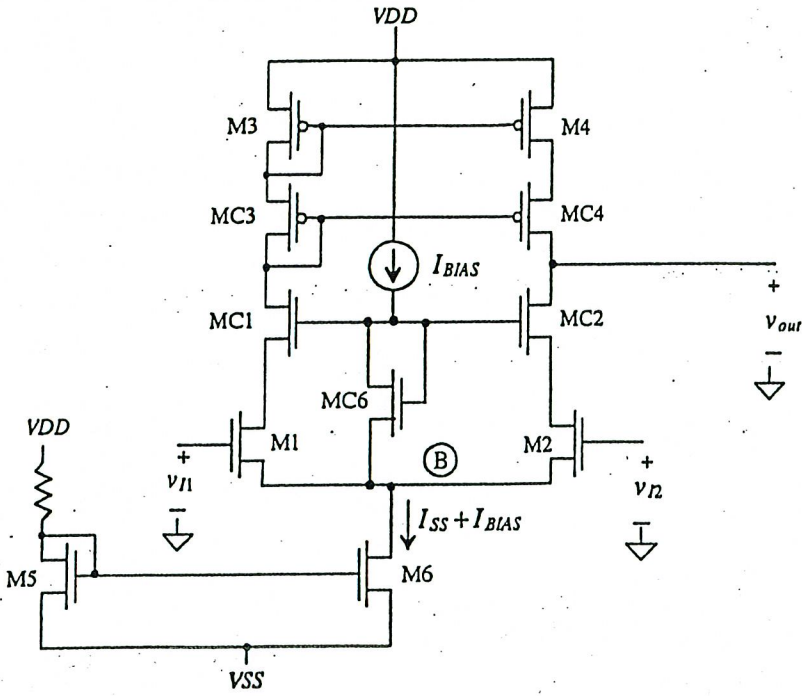 VDD
M3
M4
MC3
MC4
I_BIAS
MC1
MC2
+
v_out
−
MC6
VDD
M1
B
M2
+
v_I1
−
+
v_I2
−
I_SS + I_BIAS
M5
M6
VSS